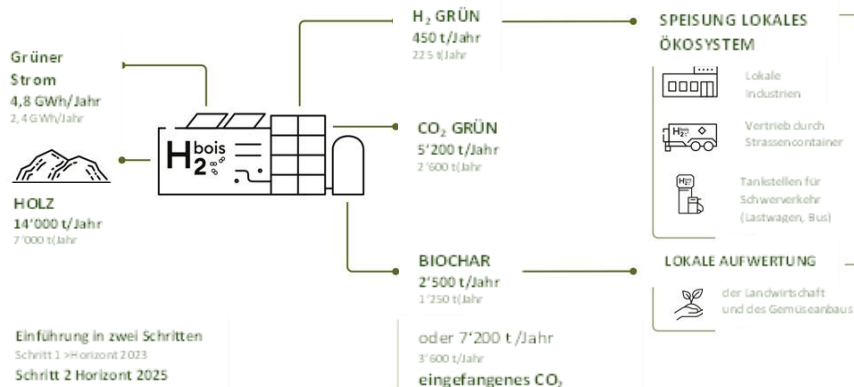 Grüner
Strom
4,8 GWh/Jahr
2,4 GWh/Jahr
HOLZ
14’000 t/Jahr
7’000 t/Jahr
H₂ bois
H₂ GRÜN
450 t/Jahr
225 t/Jahr
CO₂ GRÜN
5’200 t/Jahr
2’600 t/Jahr
BIOCHAR
2’500 t/Jahr
1’250 t/Jahr
oder 7’200 t /Jahr
3’600 t/Jahr
eingefangenes CO₂
SPEISUNG LOKALES
ÖKOSYSTEM
Lokale
Industrien
H₂ bois
Vertrieb durch
Strassencontainer
H₂
Tankstellen für
Schwerverkehr
(Lastwagen, Bus)
LOKALE AUFWERTUNG
der Landwirtschaft
und des Gemüseanbaus
Einführung in zwei Schritten
Schritt 1 >Horizont 2023
Schritt 2 Horizont 2025